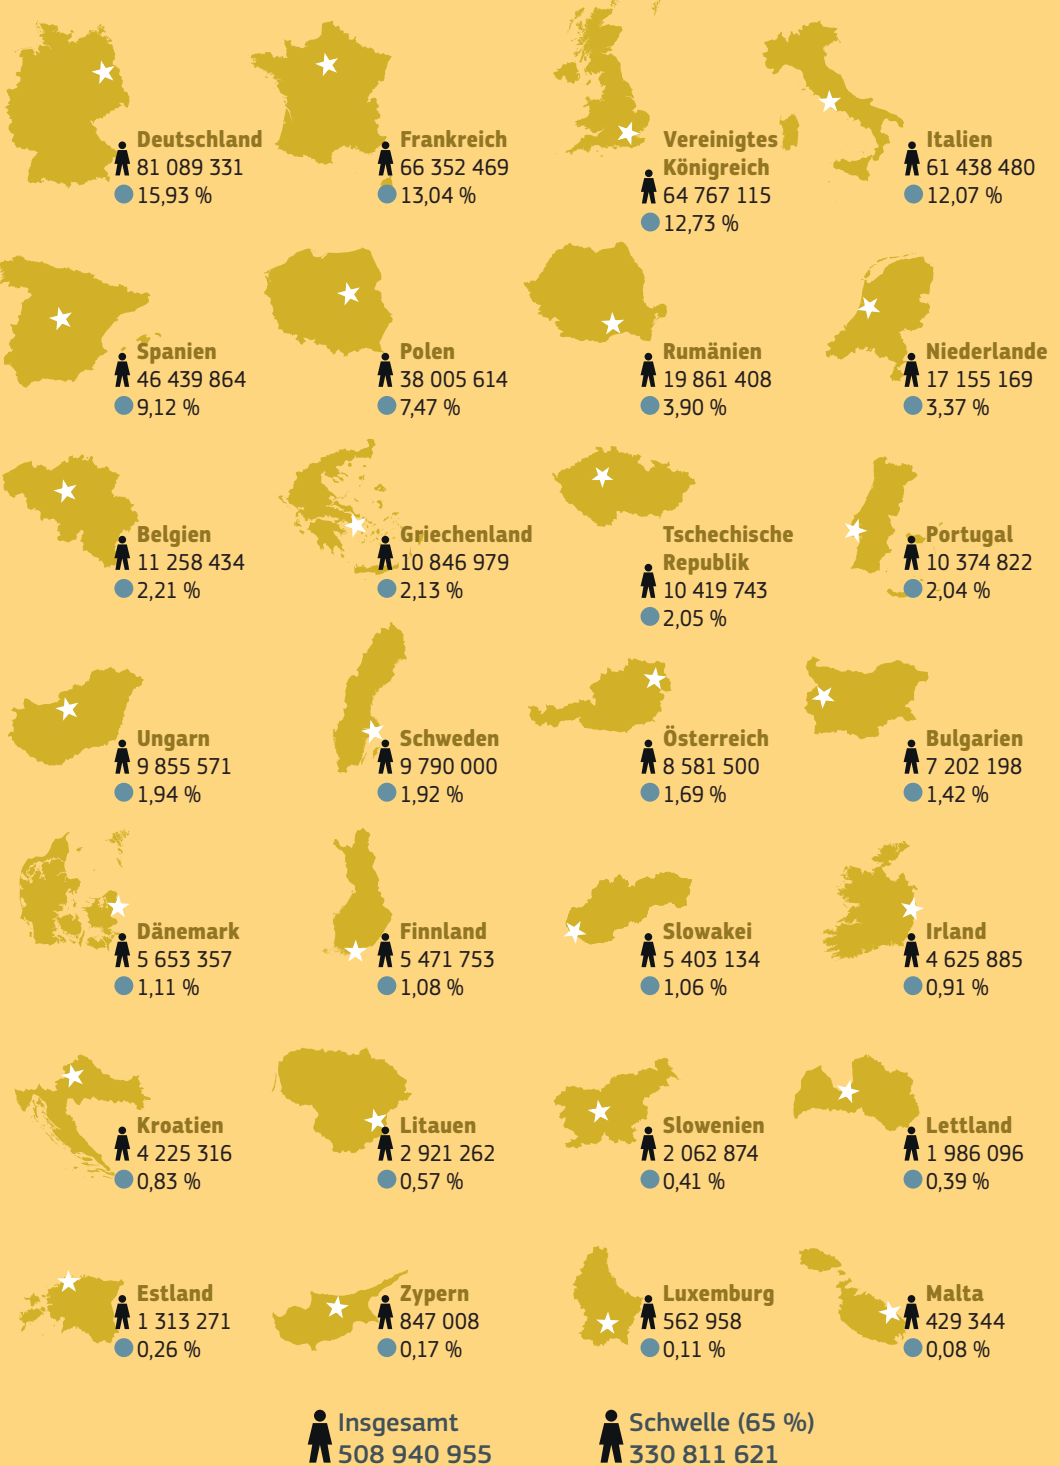 Deutschland
81 089 331
15,93 %
Frankreich
66 352 469
13,04 %
Vereinigtes
Königreich
64 767 115
12,73 %
Italien
61 438 480
12,07 %
Spanien
46 439 864
9,12 %
Polen
38 005 614
7,47 %
Rumänien
19 861 408
3,90 %
Niederlande
17 155 169
3,37 %
Belgien
11 258 434
2,21 %
Griechenland
10 846 979
2,13 %
Tschechische
Republik
10 419 743
2,05 %
Portugal
10 374 822
2,04 %
Ungarn
9 855 571
1,94 %
Schweden
9 790 000
1,92 %
Österreich
8 581 500
1,69 %
Bulgarien
7 202 198
1,42 %
Dänemark
5 653 357
1,11 %
Finnland
5 471 753
1,08 %
Slowakei
5 403 134
1,06 %
Irland
4 625 885
0,91 %
Kroatien
4 225 316
0,83 %
Litauen
2 921 262
0,57 %
Slowenien
2 062 874
0,41 %
Lettland
1 986 096
0,39 %
Estland
1 313 271
0,26 %
Zypern
847 008
0,17 %
Luxemburg
562 958
0,11 %
Malta
429 344
0,08 %
Insgesamt
508 940 955
Schwelle (65 %)
330 811 621